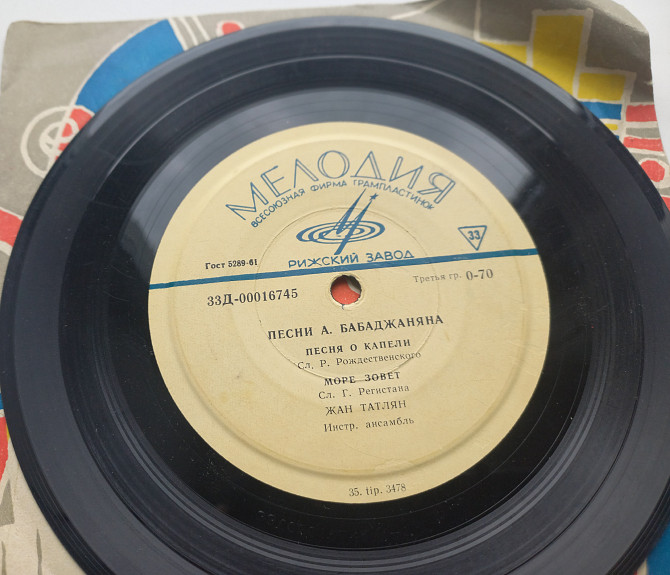 МЕЛОДИЯ
ВСЕСОЮЗНАЯ ФИРМА ГРАМПЛАСТИНОК
33
РИЖСКИЙ ЗАВОД
Гост 5289-61
33Д-00016745
Третья гр. 0-70
ПЕСНИ А. БАБАДЖАНЯНА
ПЕСНЯ О КАПЕЛИ
Сл. Р. Рождественского
МОРЕ ЗОВЕТ
Сл. Г. Регистана
ЖАН ТАТЛЯН
Инстр. ансамбль
35. tip. 3478